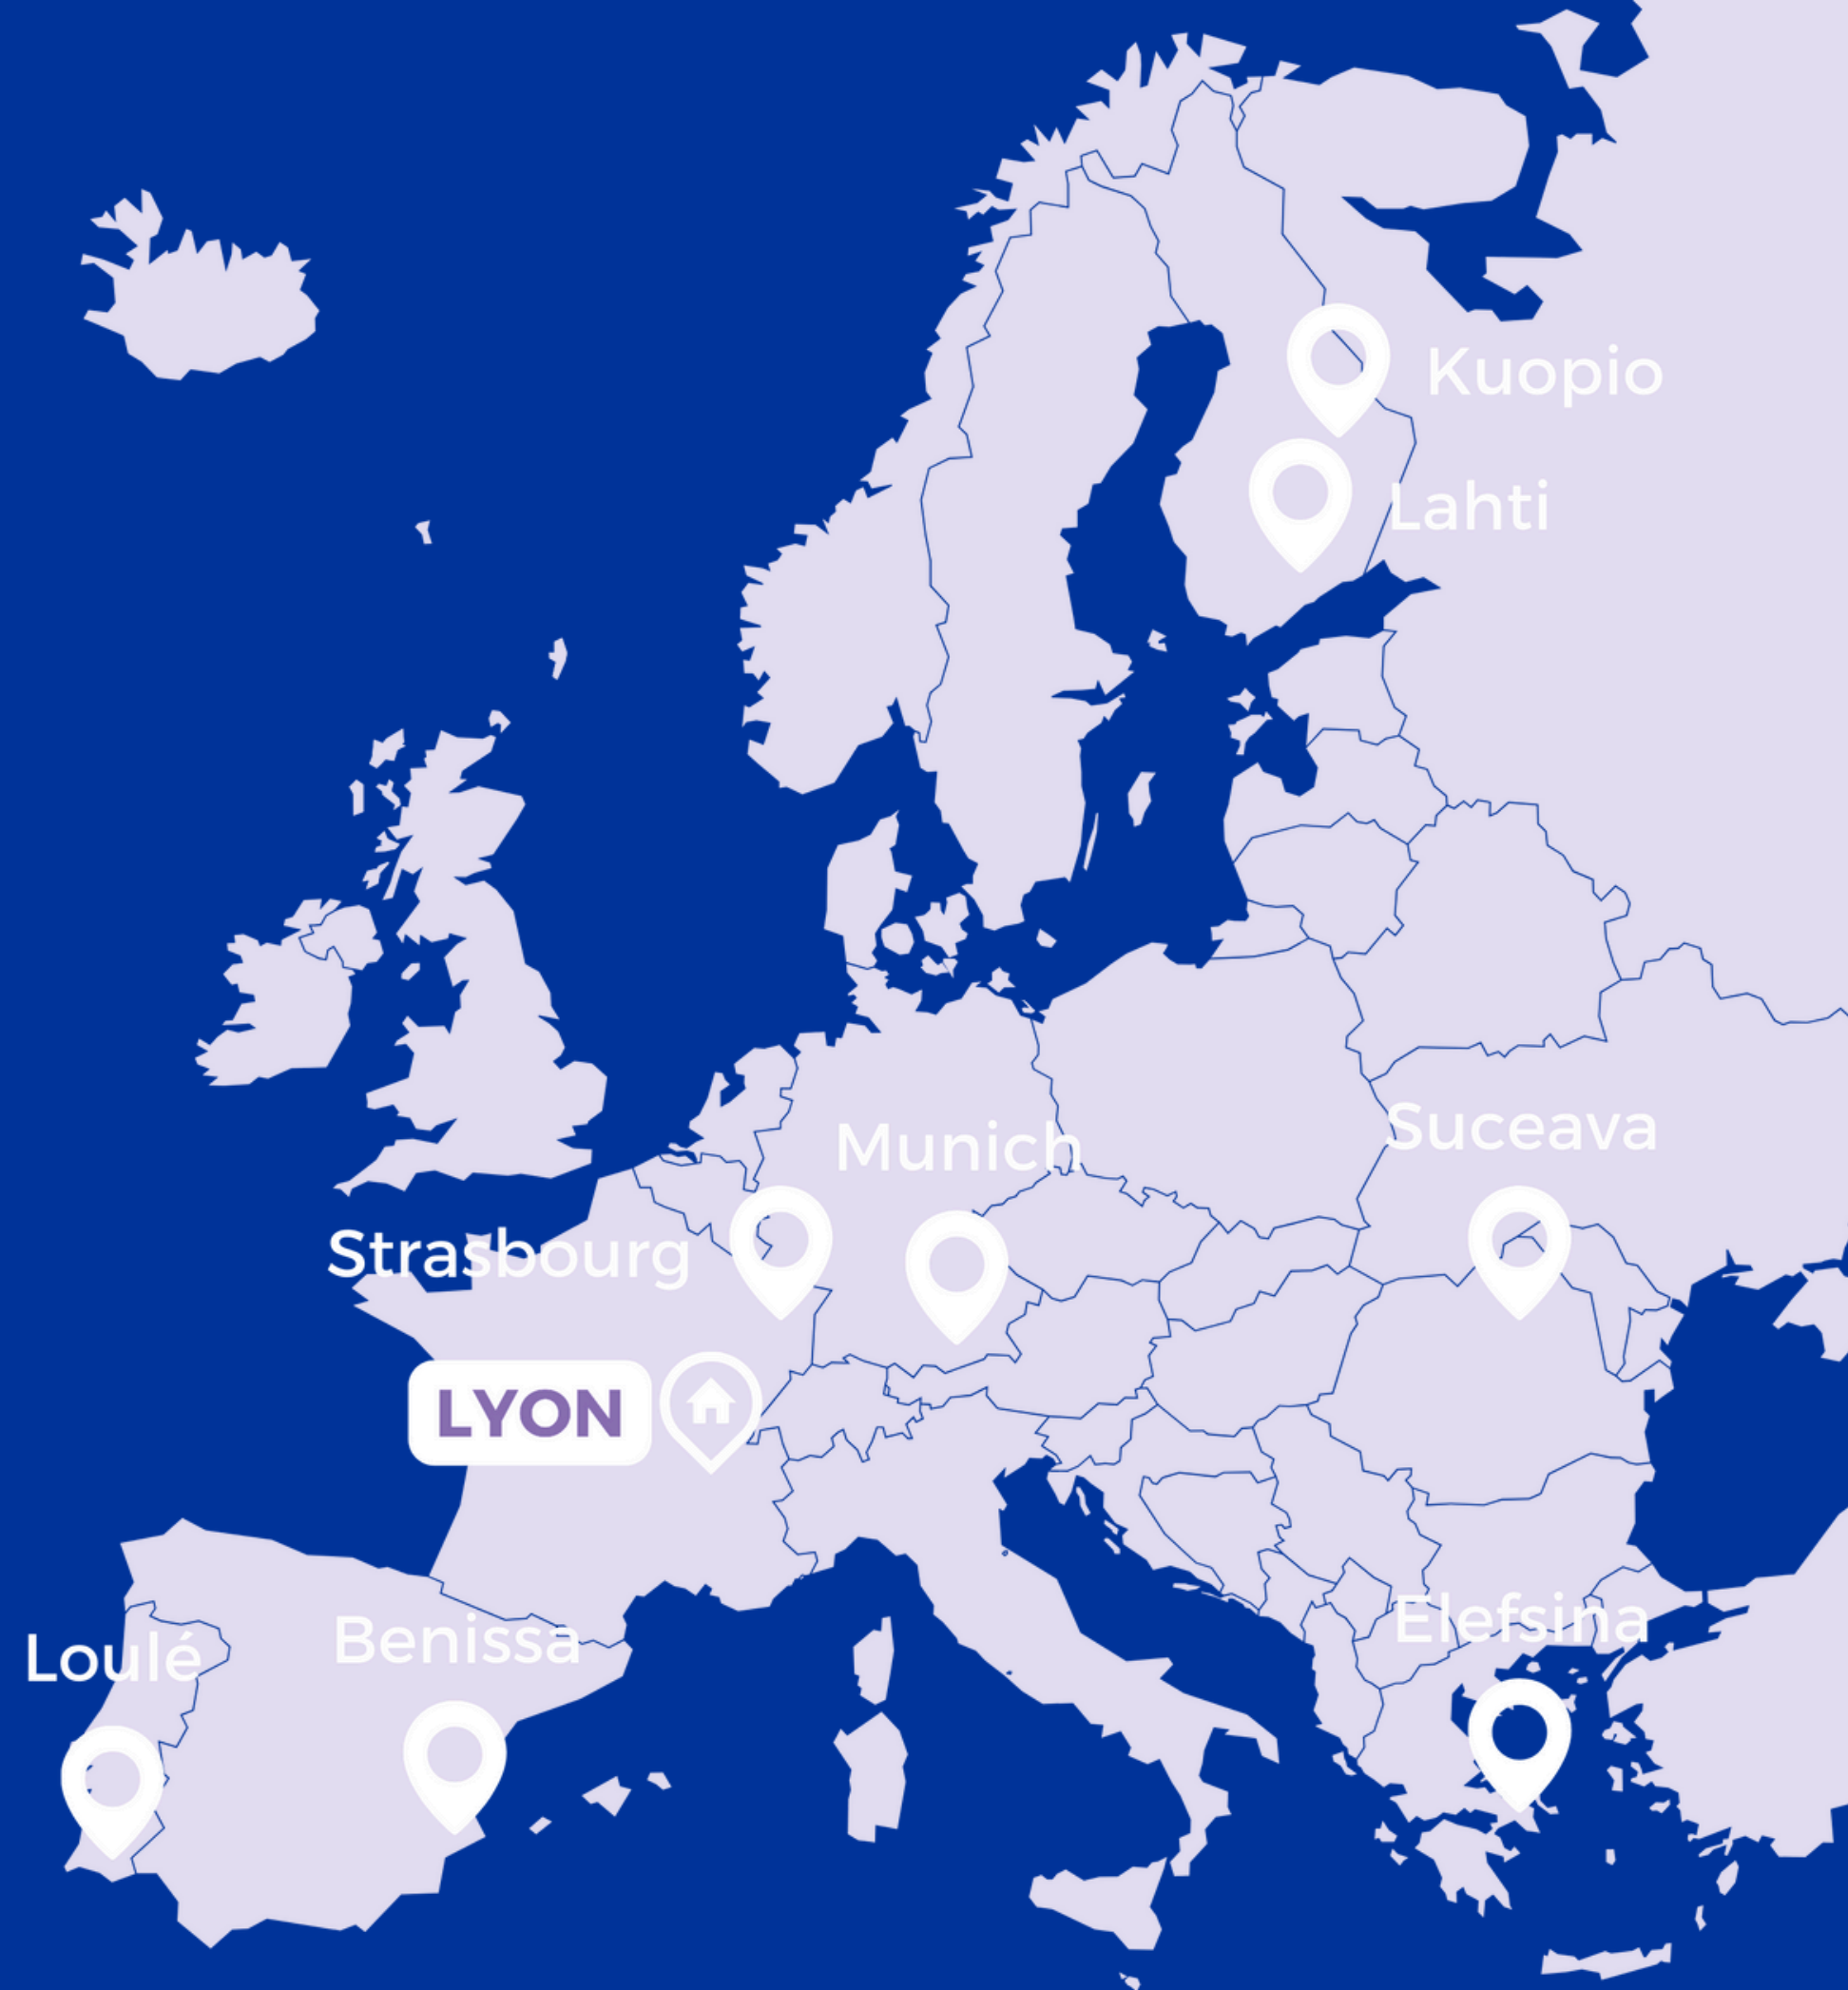 Kuopio
Lahti
Suceava
Munich
Strasbourg
LYON
Elefsina
Benissa
Loulé